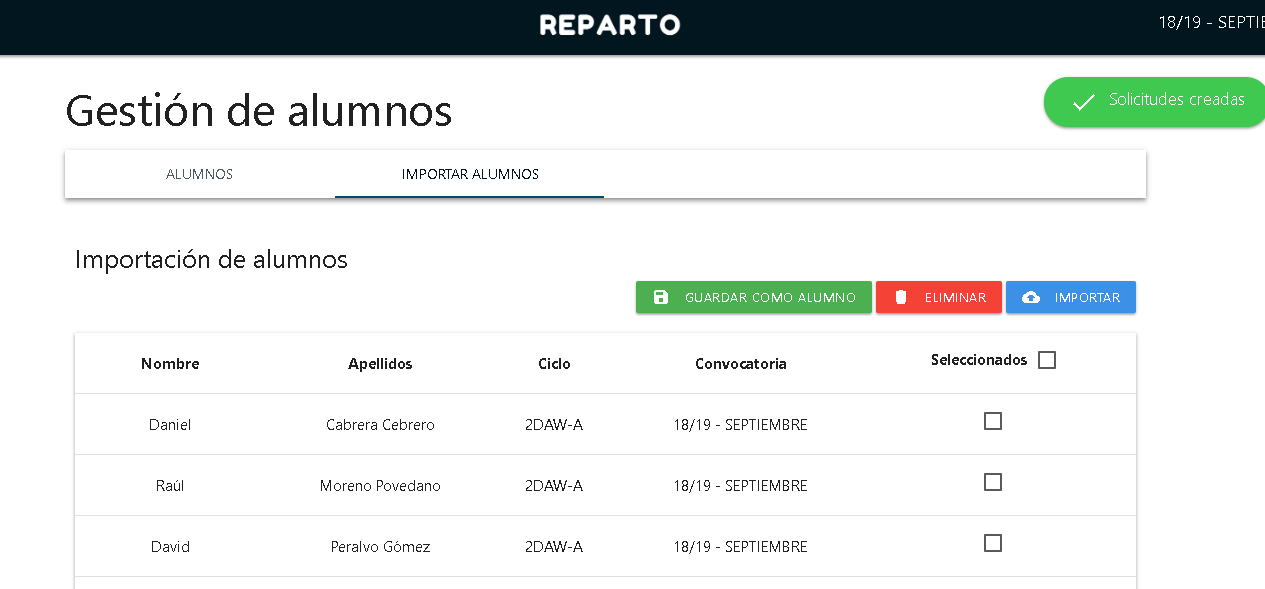 REPARTO
18/19 - SEPTIE
Gestión de alumnos
Solicitudes creadas
ALUMNOS
IMPORTAR ALUMNOS
Importación de alumnos
GUARDAR COMO ALUMNO
ELIMINAR
IMPORTAR
Nombre Apellidos Ciclo Convocatoria Seleccionados
Daniel Cabrera Cebrero 2DAW-A 18/19 - SEPTIEMBRE
Raúl Moreno Povedano 2DAW-A 18/19 - SEPTIEMBRE
David Peralvo Gómez 2DAW-A 18/19 - SEPTIEMBRE